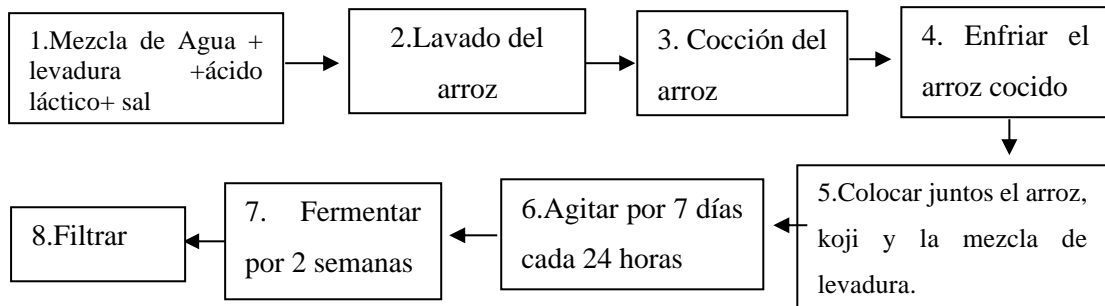 1.Mezcla de Agua +
levadura +ácido
láctico+ sal
2.Lavado del
arroz
3. Cocción del
arroz
4. Enfriar el
arroz cocido
5.Colocar juntos el arroz,
koji y la mezcla de
levadura.
6.Agitar por 7 días
cada 24 horas
7. Fermentar
por 2 semanas
8.Filtrar